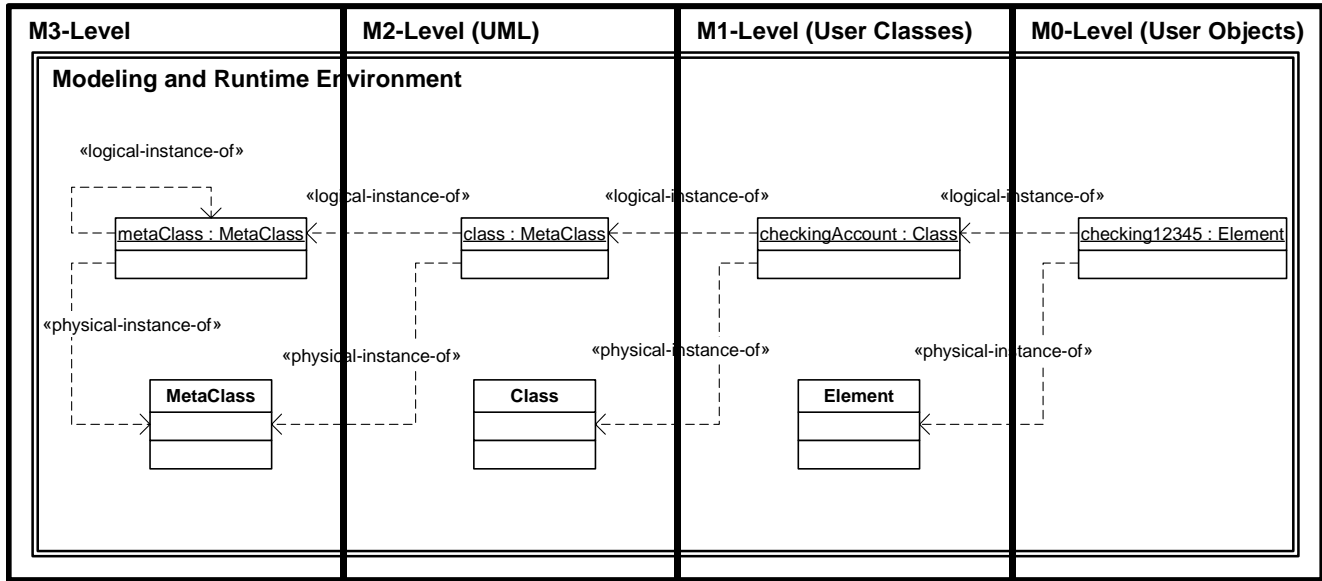 M3-Level
M2-Level (UML)
M1-Level (User Classes)
M0-Level (User Objects)
Modeling and Runtime Environment
«logical-instance-of»
«logical-instance-of»
«logical-instance-of»
«logical-instance-of»
metaClass : MetaClass
class : MetaClass
checkingAccount : Class
checking12345 : Element
«physical-instance-of»
«physical-instance-of»
«physical-instance-of»
«physical-instance-of»
MetaClass
Class
Element